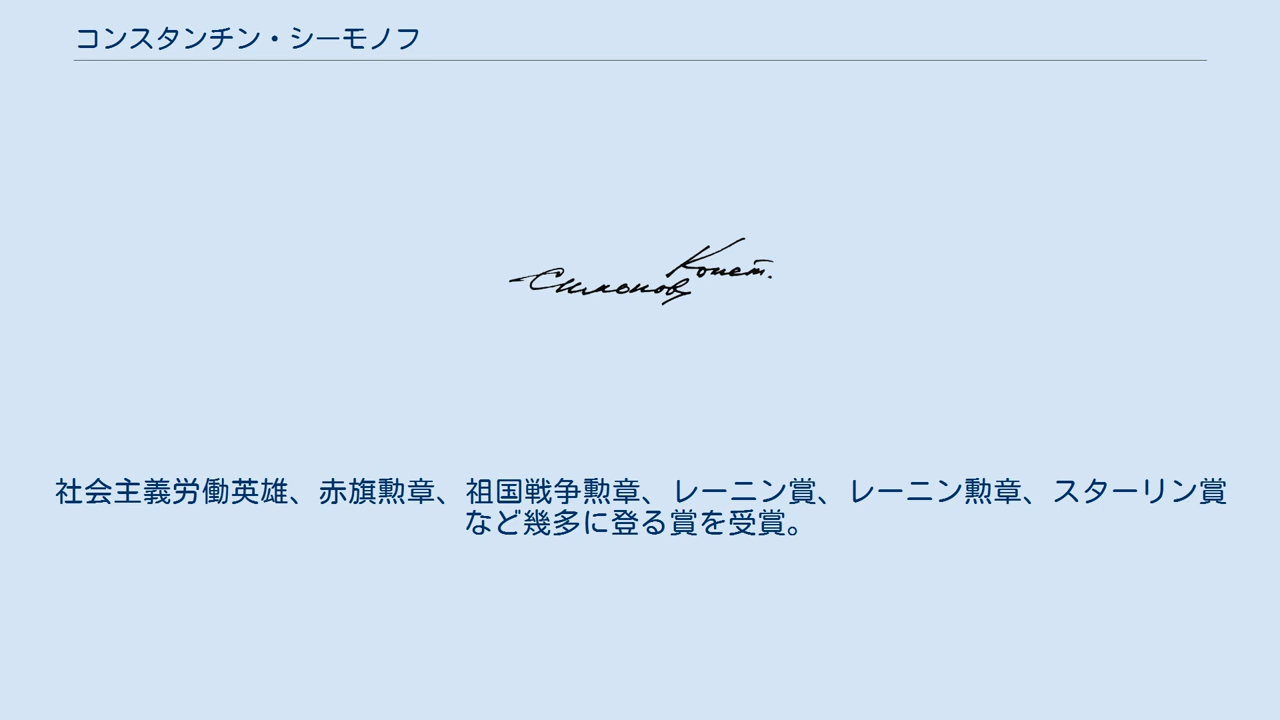 コンスタンチン・シーモノフ
Конст.
Симонов
社会主義労働英雄、赤旗勲章、祖国戦争勲章、レーニン賞、レーニン勲章、スターリン賞
など幾多に登る賞を受賞。